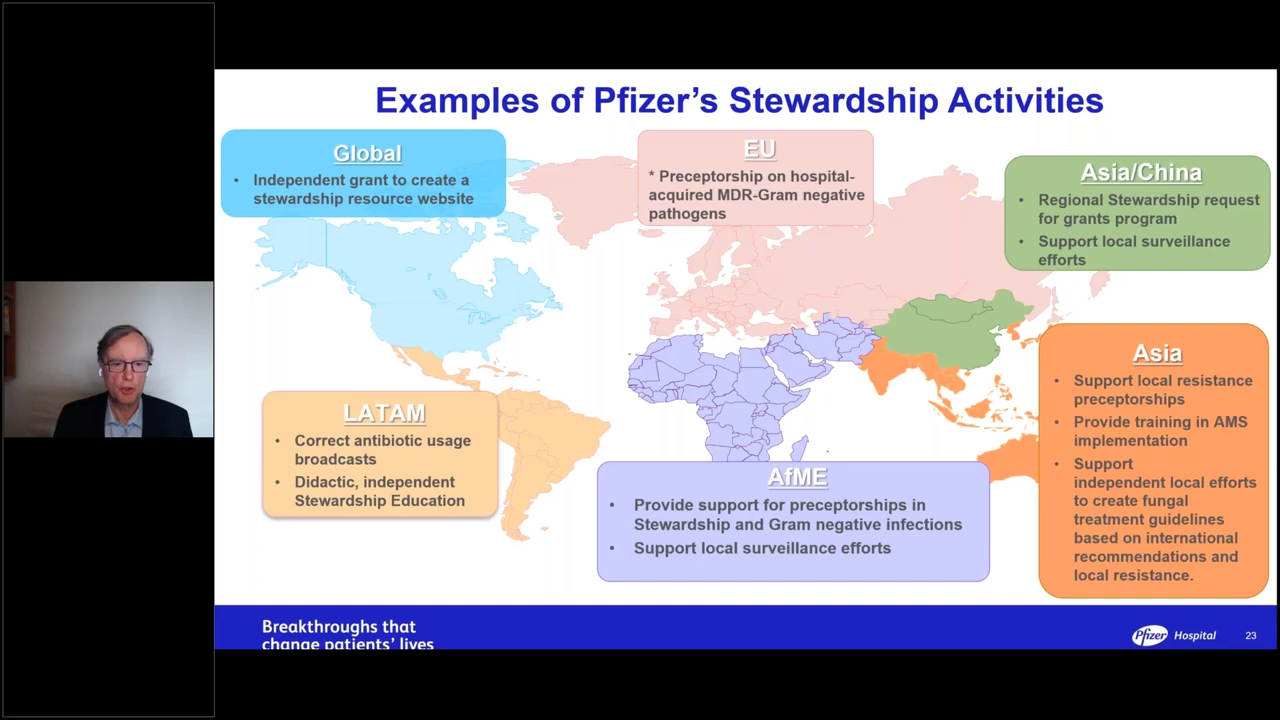 Examples of Pfizer's Stewardship Activities
Global
• Independent grant to create a
stewardship resource website
EU
* Preceptorship on hospital-
acquired MDR-Gram negative
pathogens
Asia/China
• Regional Stewardship request
for grants program
• Support local surveillance
efforts
LATAM
• Correct antibiotic usage
broadcasts
• Didactic, independent
Stewardship Education
AfME
• Provide support for preceptorships in
Stewardship and Gram negative infections
• Support local surveillance efforts
Asia
• Support local resistance
preceptorships
• Provide training in AMS
implementation
• Support
independent local efforts
to create fungal
treatment guidelines
based on international
recommendations and
local resistance.
Breakthroughs that
change patients' lives
Pfizer Hospital 23